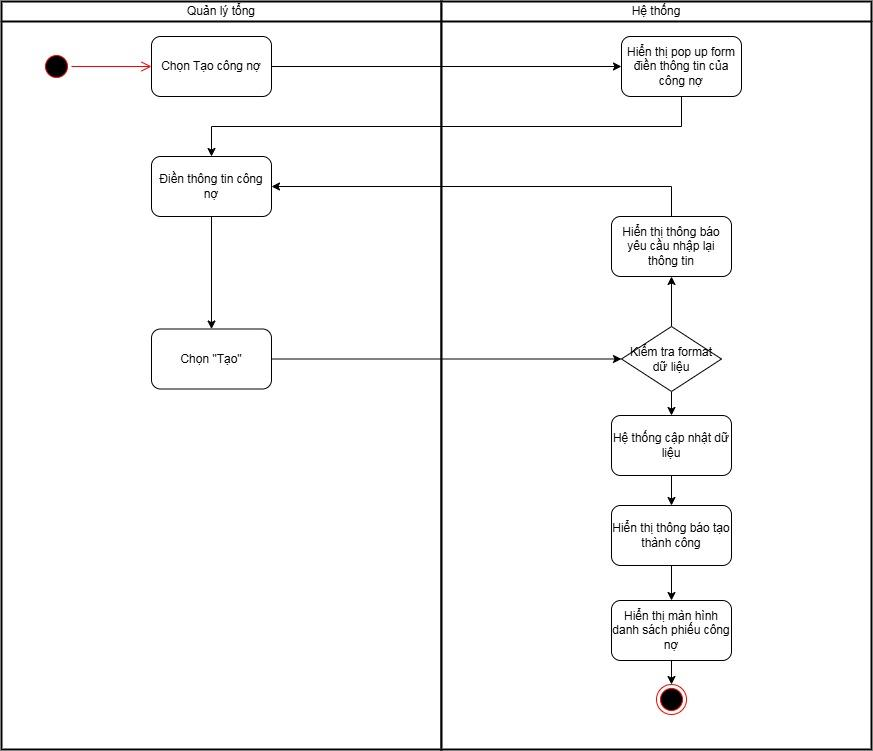 Quản lý tổng
Hệ thống
Chọn Tạo công nợ
Hiển thị pop up form
điền thông tin của
công nợ
Điền thông tin công
nợ
Hiển thị thông báo
yêu cầu nhập lại
thông tin
Chọn "Tạo"
Kiểm tra format
dữ liệu
Hệ thống cập nhật dữ
liệu
Hiển thị thông báo tạo
thành công
Hiển thị màn hình
danh sách phiếu công
nợ